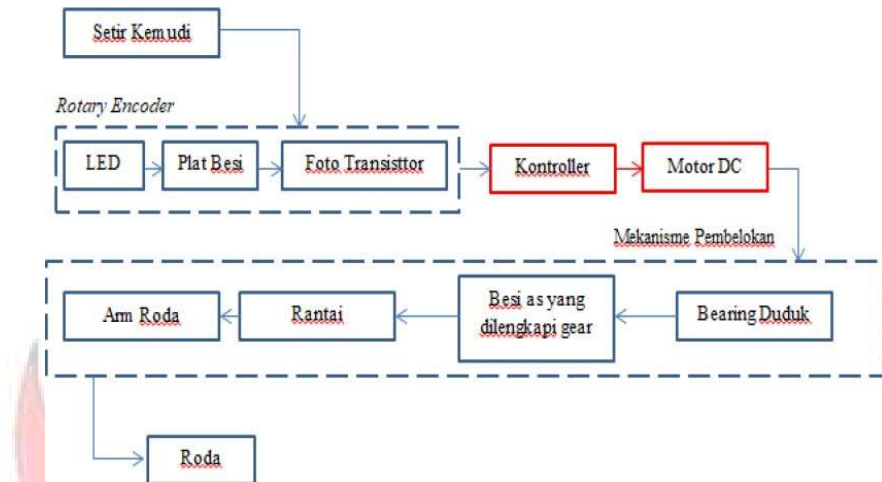 Setir Kemudi
Rotary Encoder
LED
Plat Besi
Foto Transisttor
Kontroller
Motor DC
Mekanisme Pembelokan
Arm Roda
Rantai
Besi as yang
dilengkapi gear
Bearing Duduk
Roda